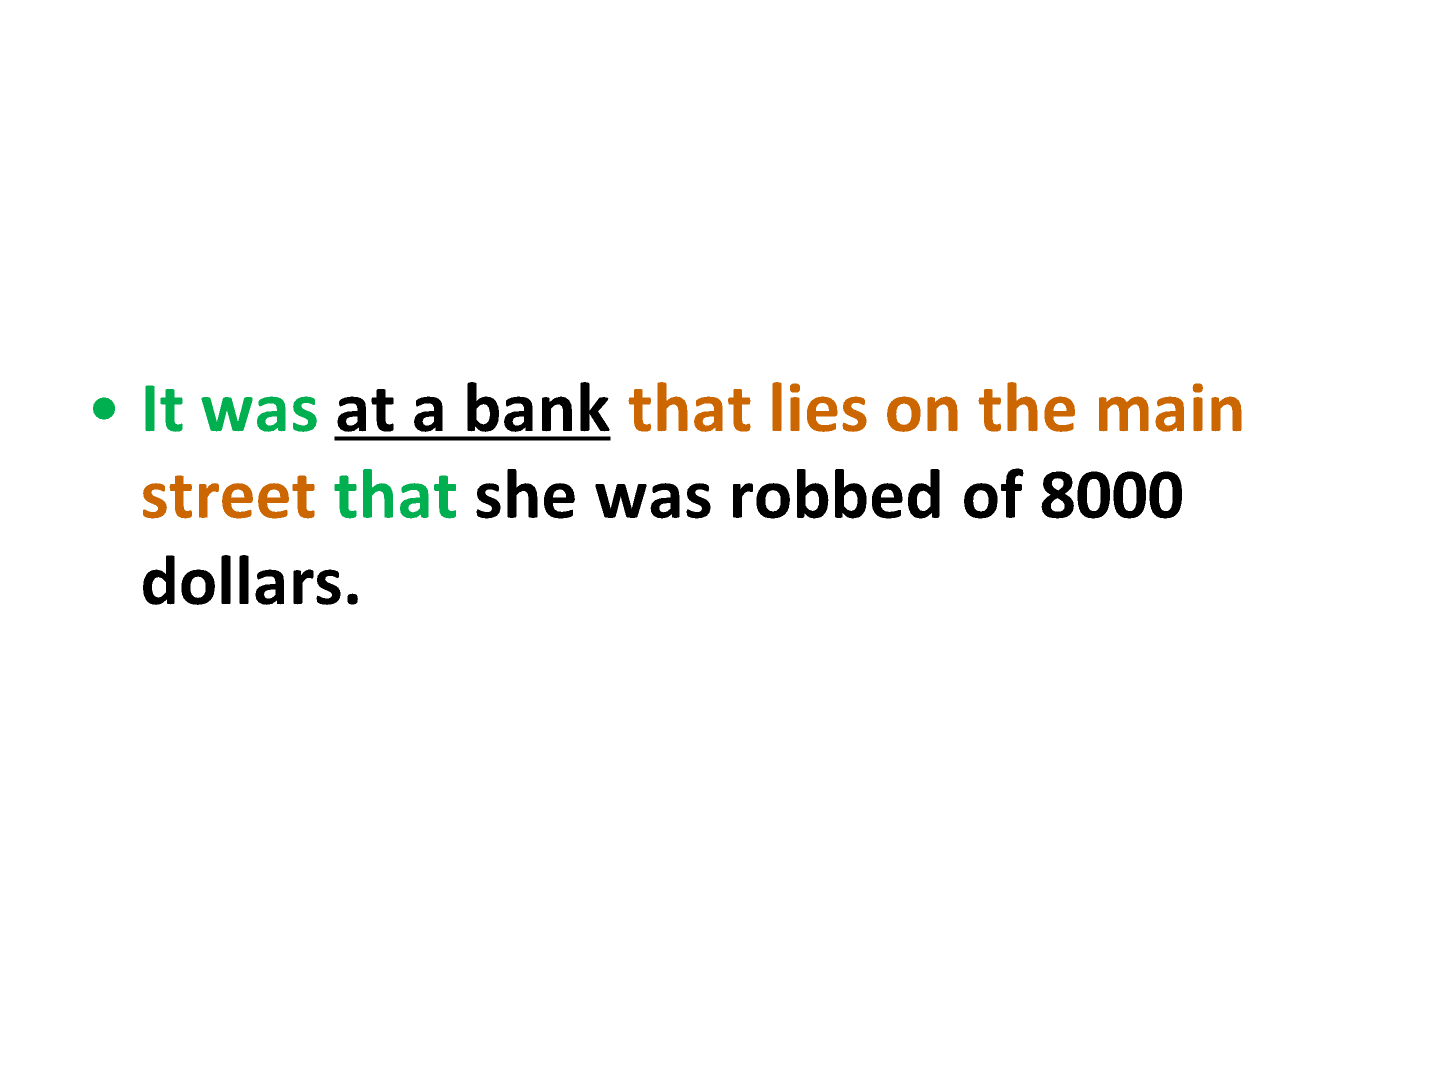 • It was at a bank that lies on the main
street that she was robbed of 8000
dollars.